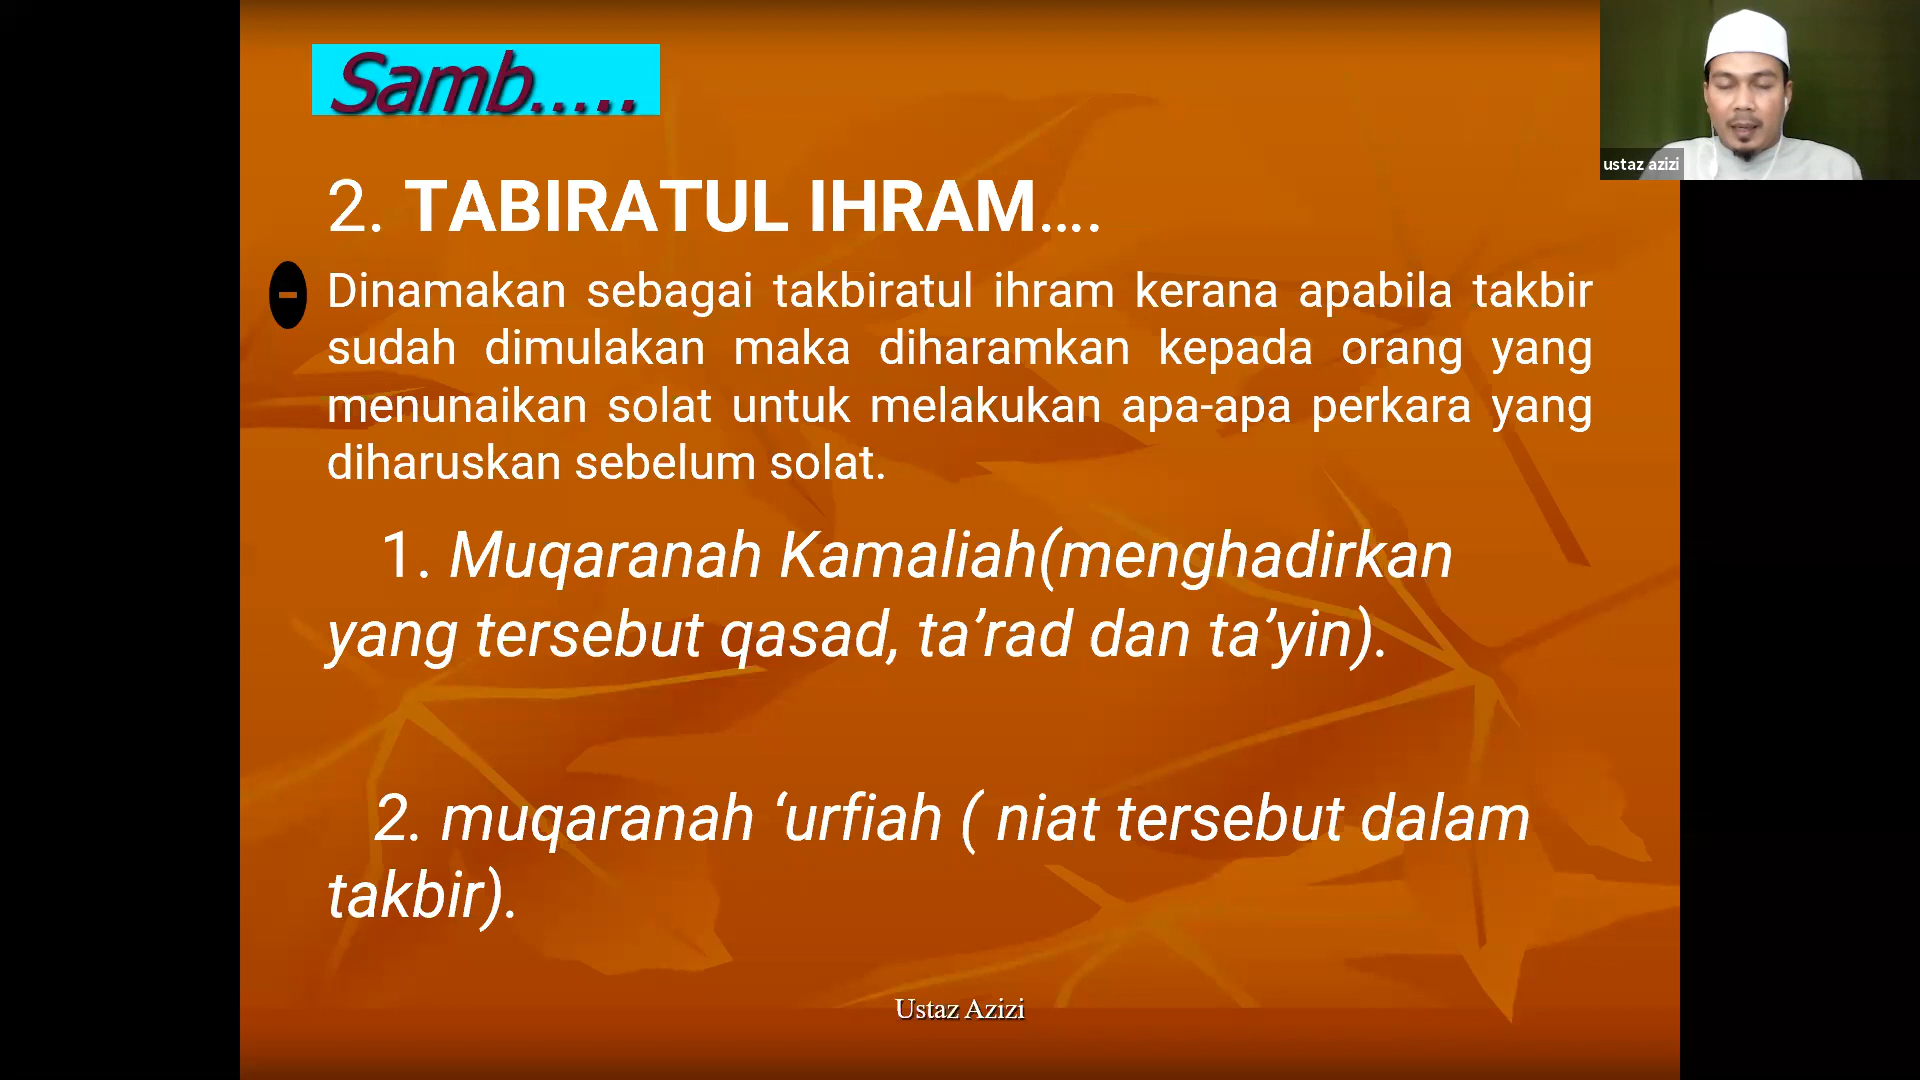 Samb.....
ustaz azizi
2. TABIRATUL IHRAM....
- Dinamakan sebagai takbiratul ihram kerana apabila takbir
sudah dimulakan maka diharamkan kepada orang yang
menunaikan solat untuk melakukan apa-apa perkara yang
diharuskan sebelum solat.
1. Muqaranah Kamaliah(menghadirkan
yang tersebut qasad, ta’rad dan ta’yin).
2. muqaranah ‘urfiah ( niat tersebut dalam
takbir).
Ustaz Azizi